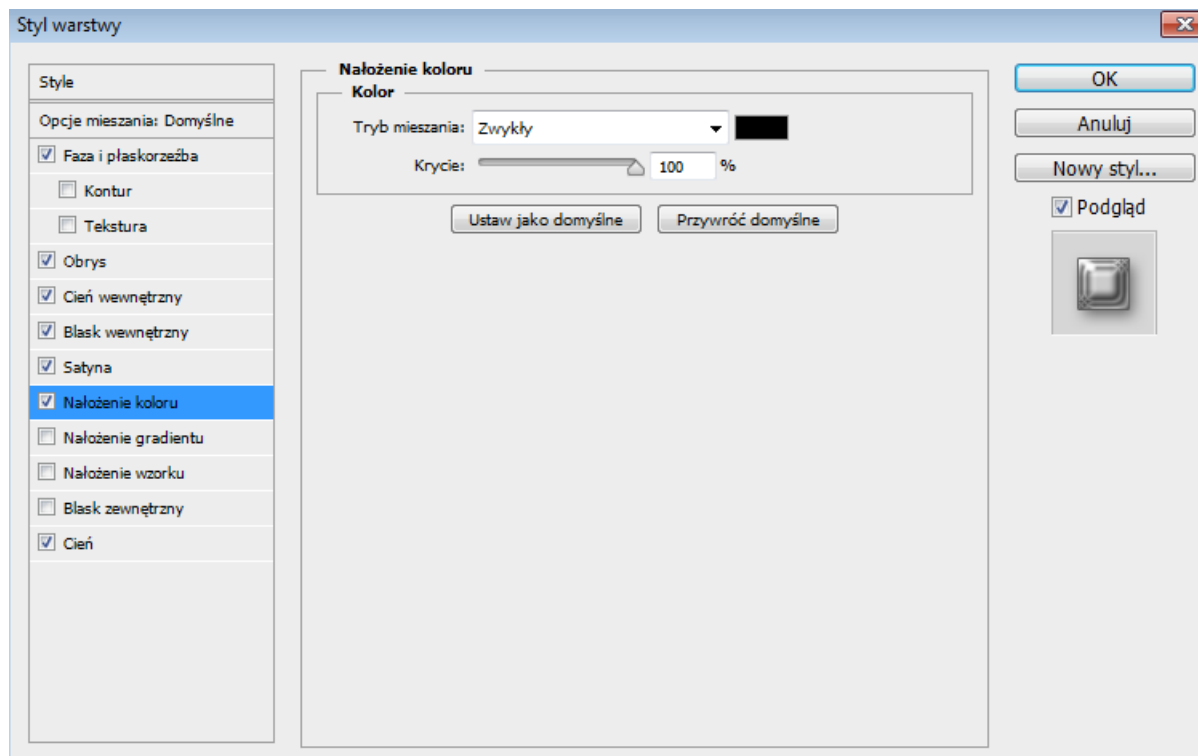 Styl warstwy
Style
Opcje mieszania: Domyślne
Faza i płaskorzeźba
Kontur
Tekstura
Obrys
Cień wewnętrzny
Blask wewnętrzny
Satyna
Nałożenie koloru
Nałożenie gradientu
Nałożenie wzorku
Blask zewnętrzny
Cień
Nałożenie koloru
Kolor
Tryb mieszania: Zwykły
Krycie: 100 %
Ustaw jako domyślne Przywróć domyślne
OK
Anuluj
Nowy styl...
Podgląd